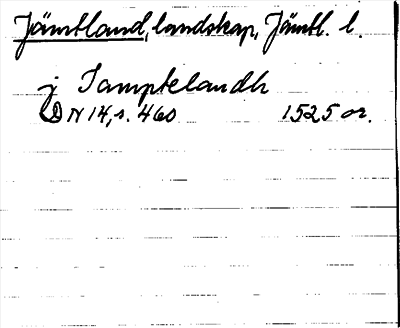 Jämtland, landskap, Jämtl. l.
j Jamptelandh
DN 14, s. 460 1525 or.